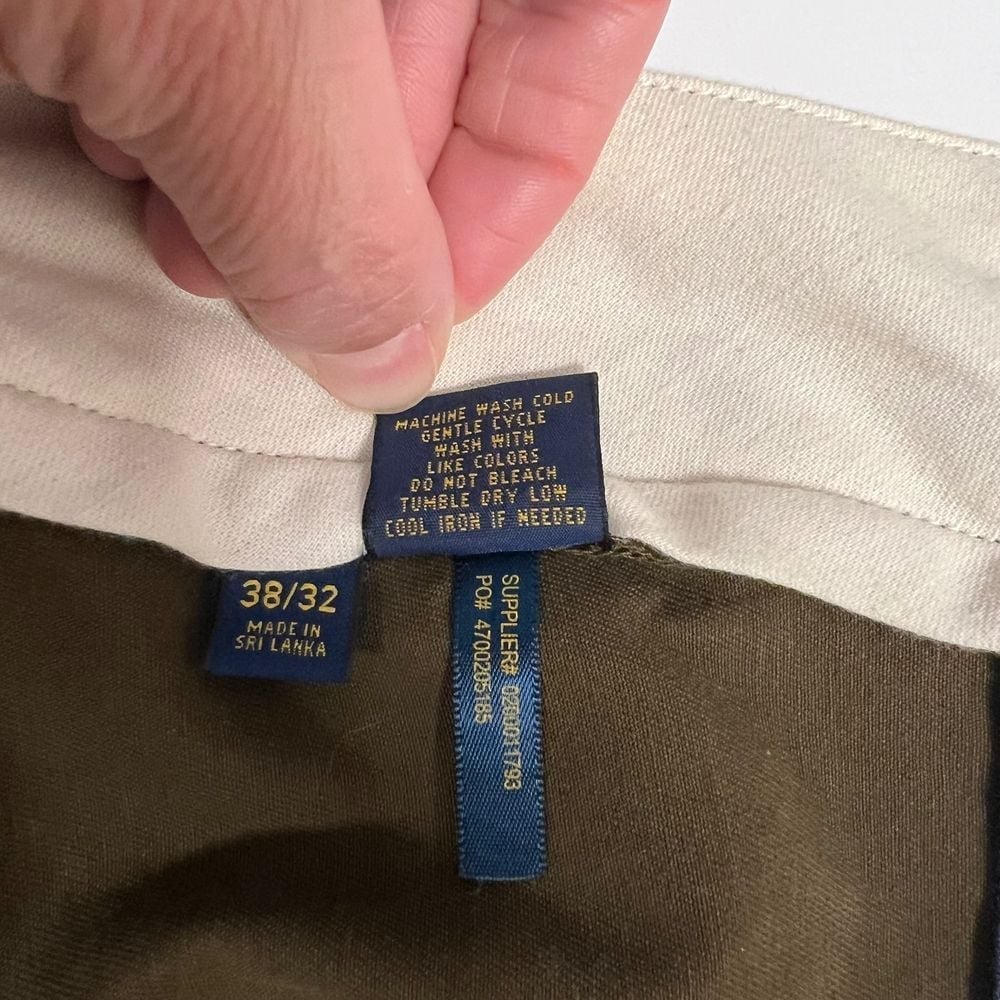 MACHINE WASH COLD
GENTLE CYCLE
WASH WITH
LIKE COLORS
DO NOT BLEACH
TUMBLE DRY LOW
COOL IRON IF NEEDED
38/32
MADE IN
SRI LANKA
SUPPLIER# 0200011793
PO# 4700205185